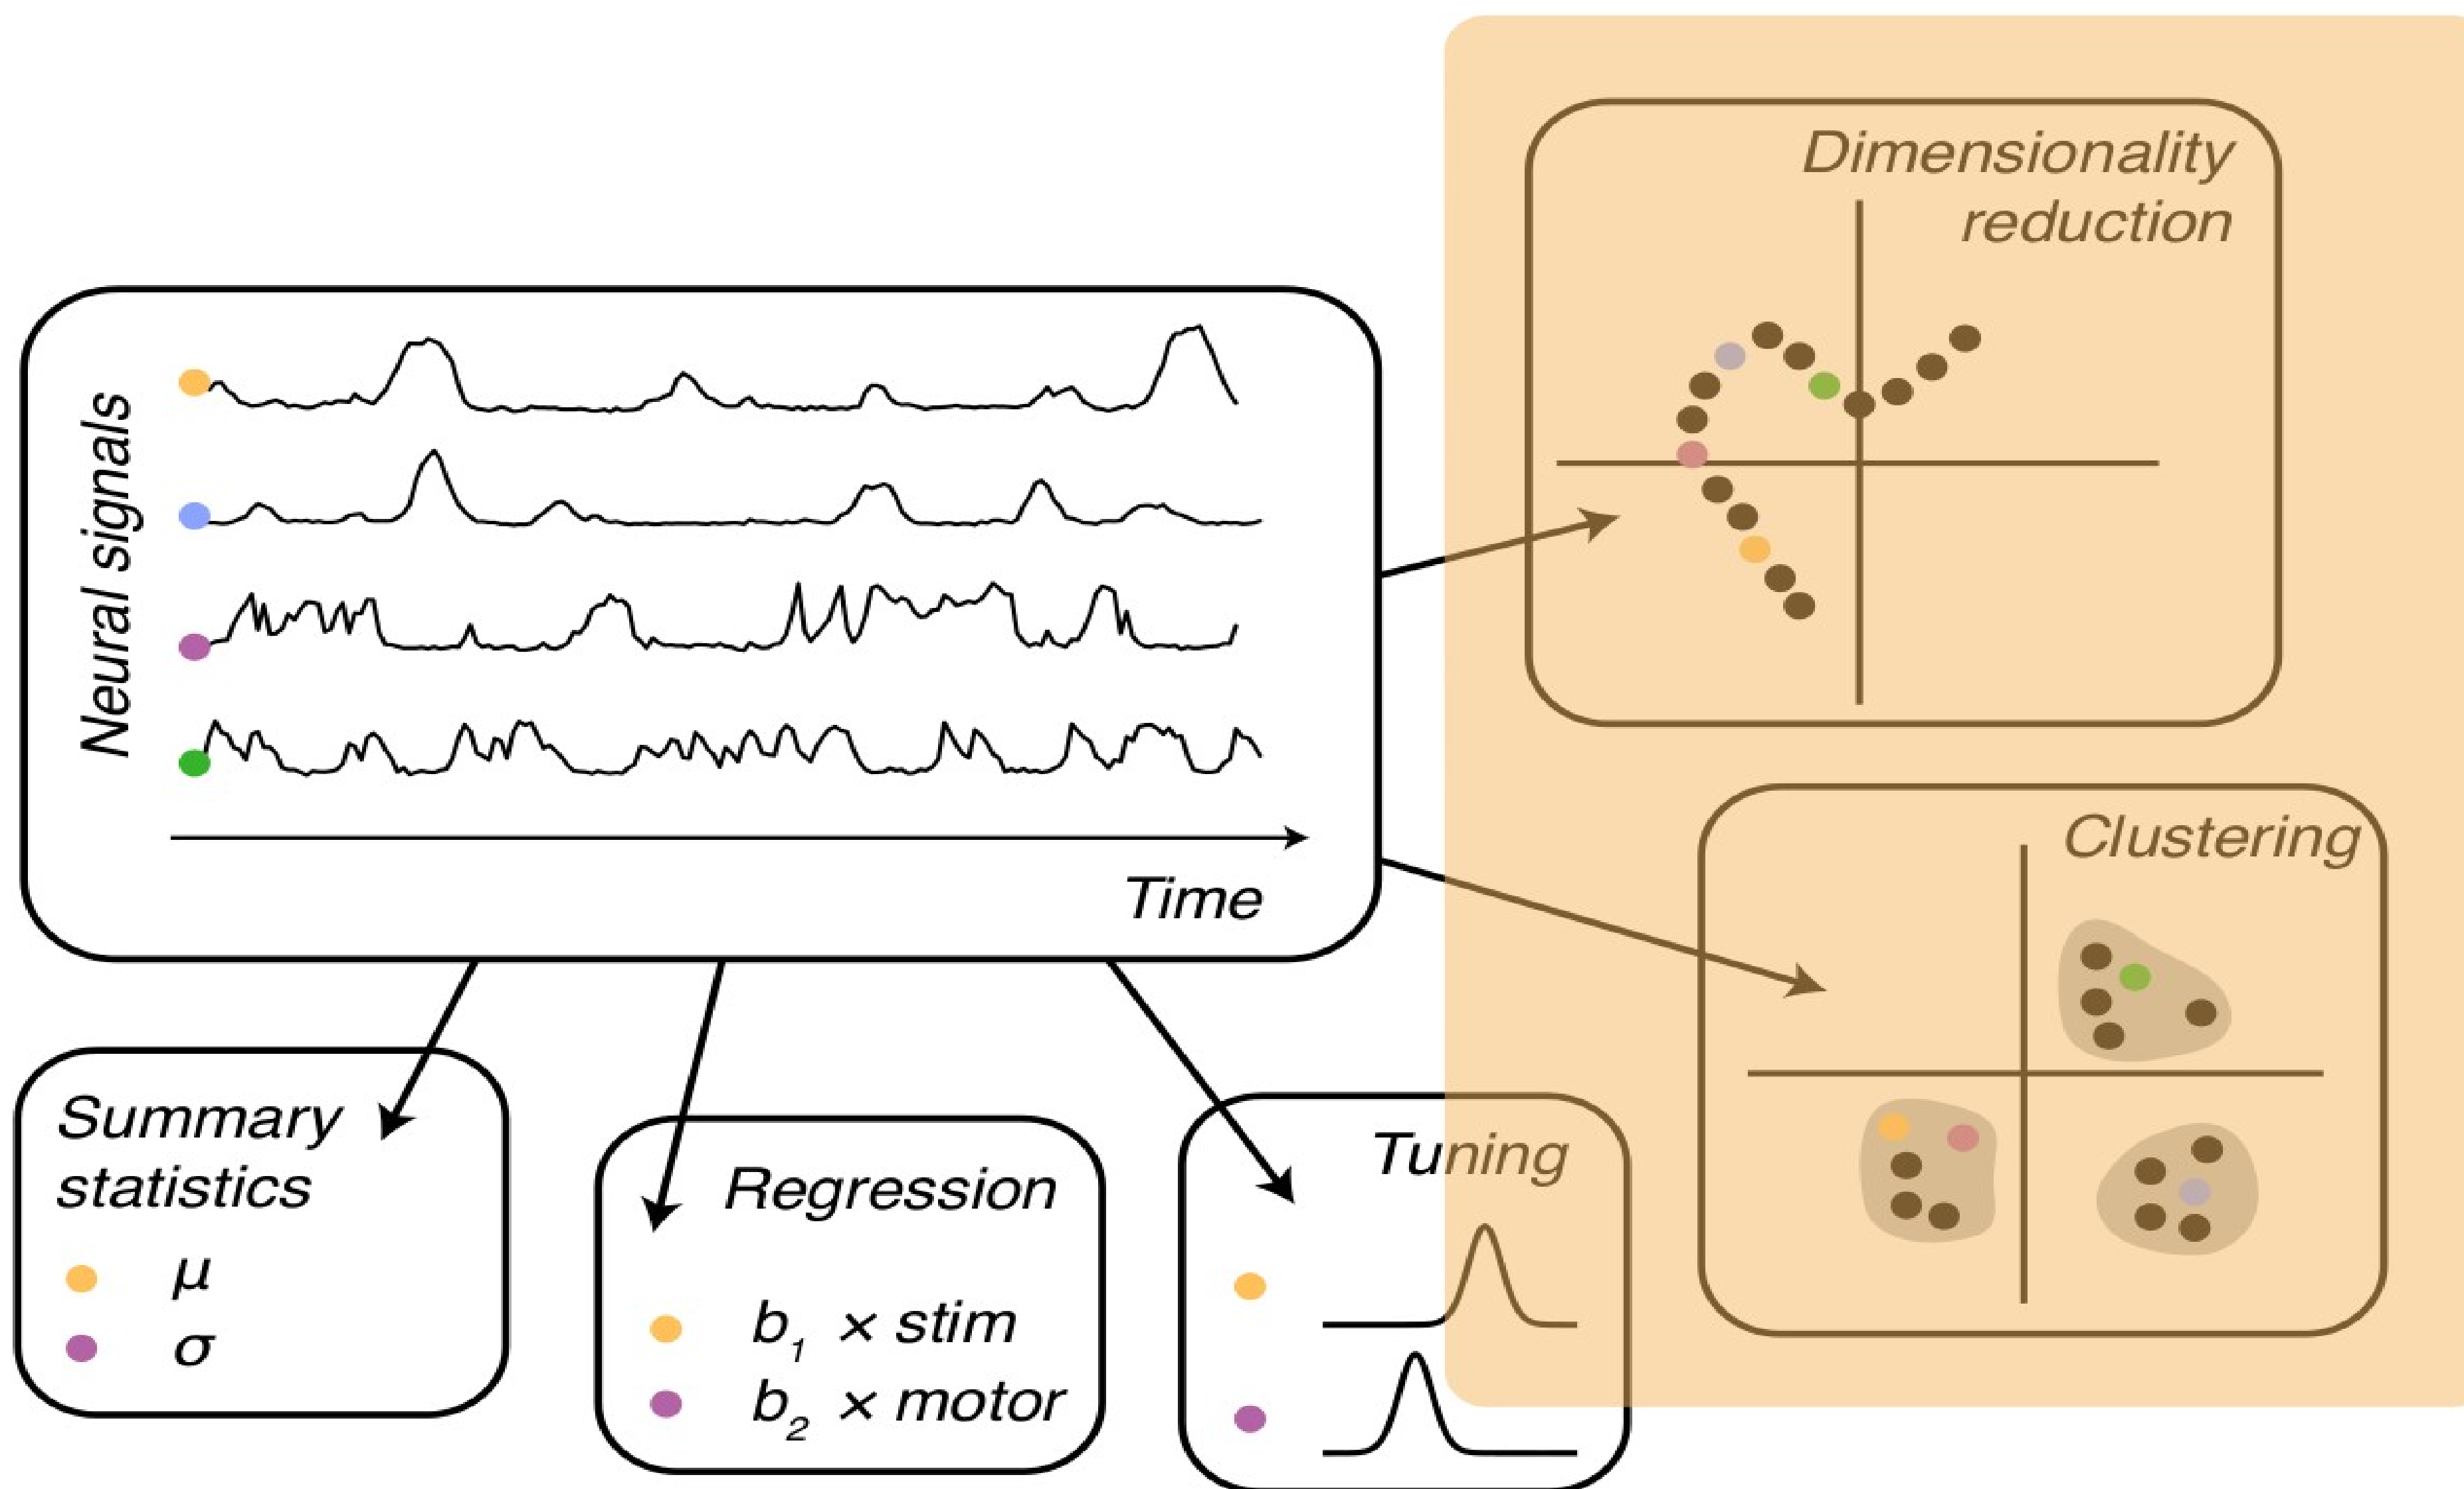 Dimensionality
reduction
Neural signals
Time
Clustering
Summary
statistics
μ
σ
Regression
b1 × stim
b2 × motor
Tuning